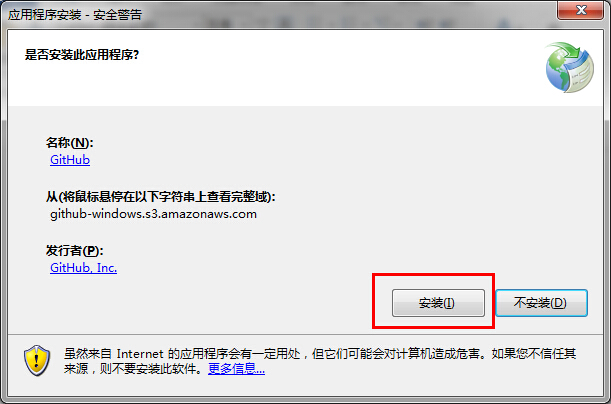 应用程序安装 - 安全警告
是否安装此应用程序?
名称(N):
GitHub
从(将鼠标悬停在以下字符串上查看完整域):
github-windows.s3.amazonaws.com
发行者(P):
GitHub, Inc.
安装(I)
不安装(D)
虽然来自 Internet 的应用程序会有一定用处，但它们可能会对计算机造成危害。如果您不信任其
来源，则不要安装此软件。更多信息...